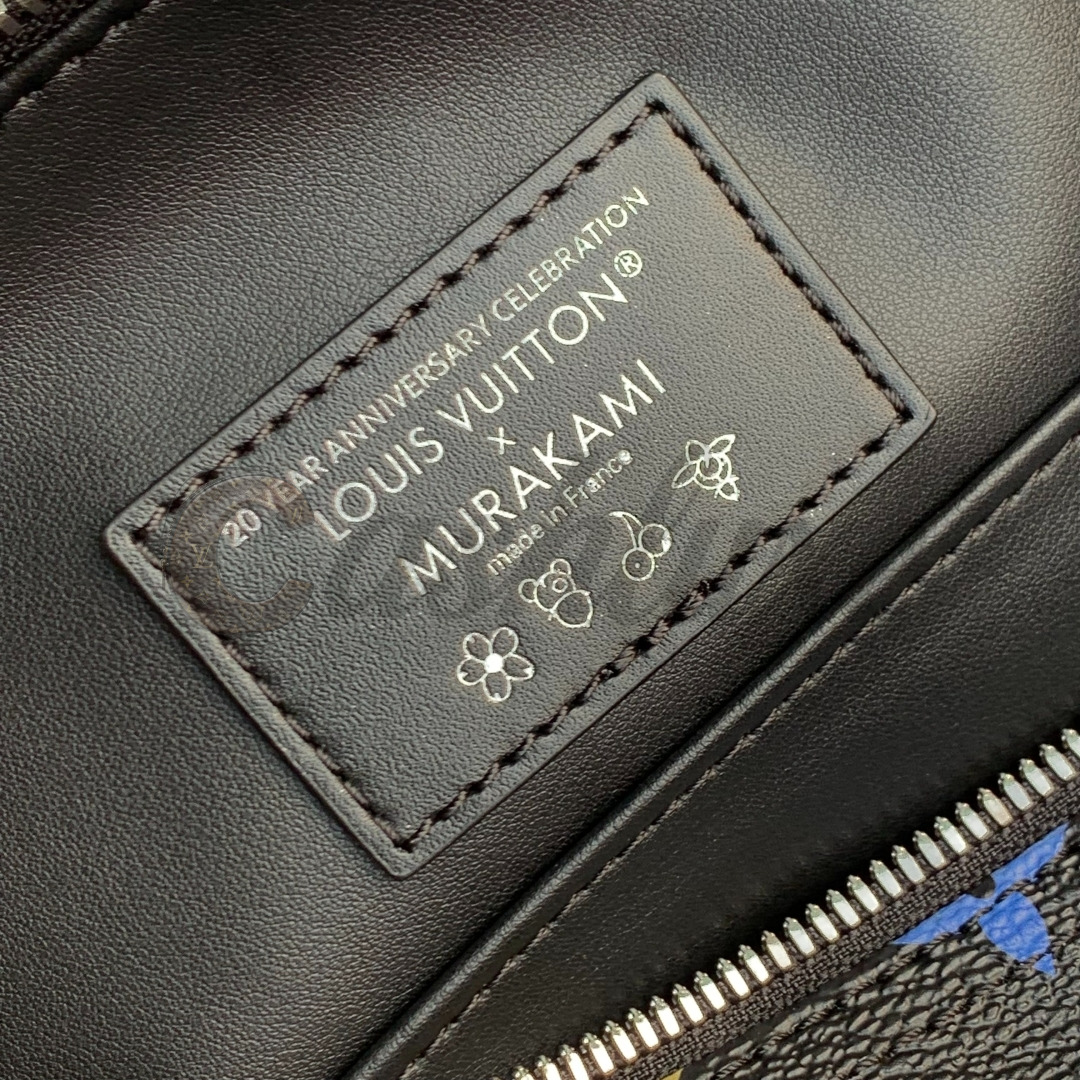 20 YEAR ANNIVERSARY CELEBRATION
LOUIS VUITTON®
x
MURAKAMI
made in France